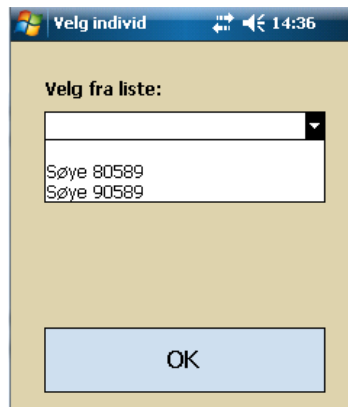 Velg individ 14:36
Velg fra liste:
Søye 80589
Søye 90589
OK